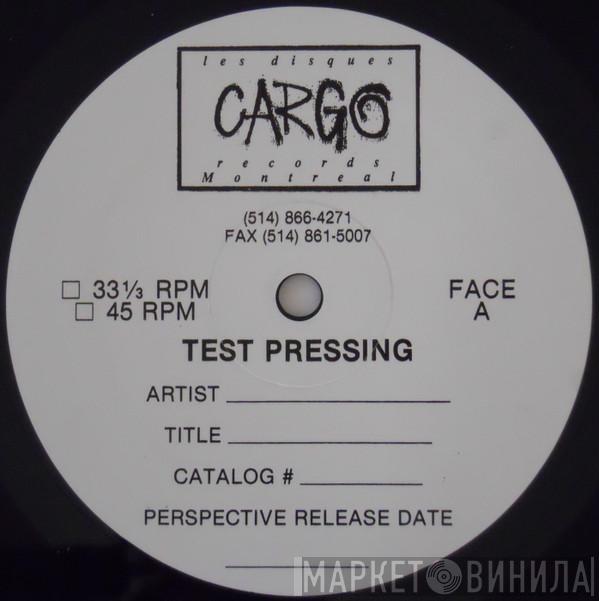 les disques
CARGO
records
Montreal
(514) 866-4271
FAX (514) 861-5007
☐ 33⅓ RPM
☐ 45 RPM
FACE
A
TEST PRESSING
ARTIST
TITLE
CATALOG #
PERSPECTIVE RELEASE DATE
МАРКЕТ ВИНИЛА